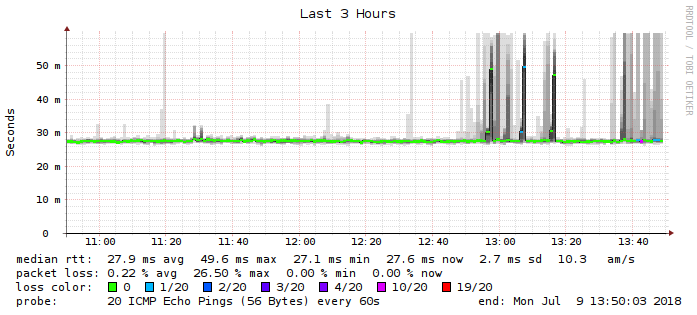 Last 3 Hours
RRDTOOL / TOBI OETIKER
Seconds
50 m
40 m
30 m
20 m
10 m
0
11:00 11:20 11:40 12:00 12:20 12:40 13:00 13:20 13:40
median rtt: 27.9 ms avg 49.6 ms max 27.1 ms min 27.6 ms now 2.7 ms sd 10.3 am/s
packet loss: 0.22 % avg 26.50 % max 0.00 % min 0.00 % now
loss color: 0 1/20 2/20 3/20 4/20 10/20 19/20
probe: 20 ICMP Echo Pings (56 Bytes) every 60s end: Mon Jul 9 13:50:03 2018